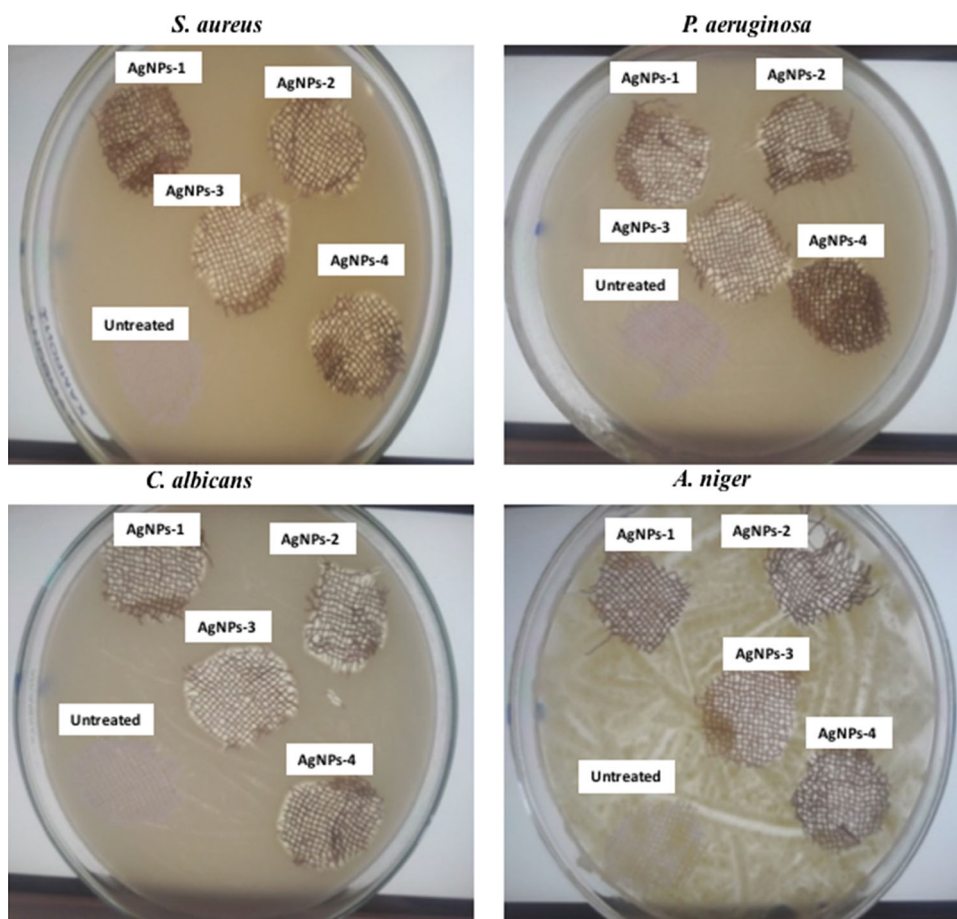 S. aureus
P. aeruginosa
AgNPs-1
AgNPs-2
AgNPs-3
AgNPs-4
Untreated
AgNPs-1
AgNPs-2
AgNPs-3
AgNPs-4
Untreated
C. albicans
A. niger
AgNPs-1
AgNPs-2
AgNPs-3
Untreated
AgNPs-4
AgNPs-1
AgNPs-2
AgNPs-3
AgNPs-4
Untreated